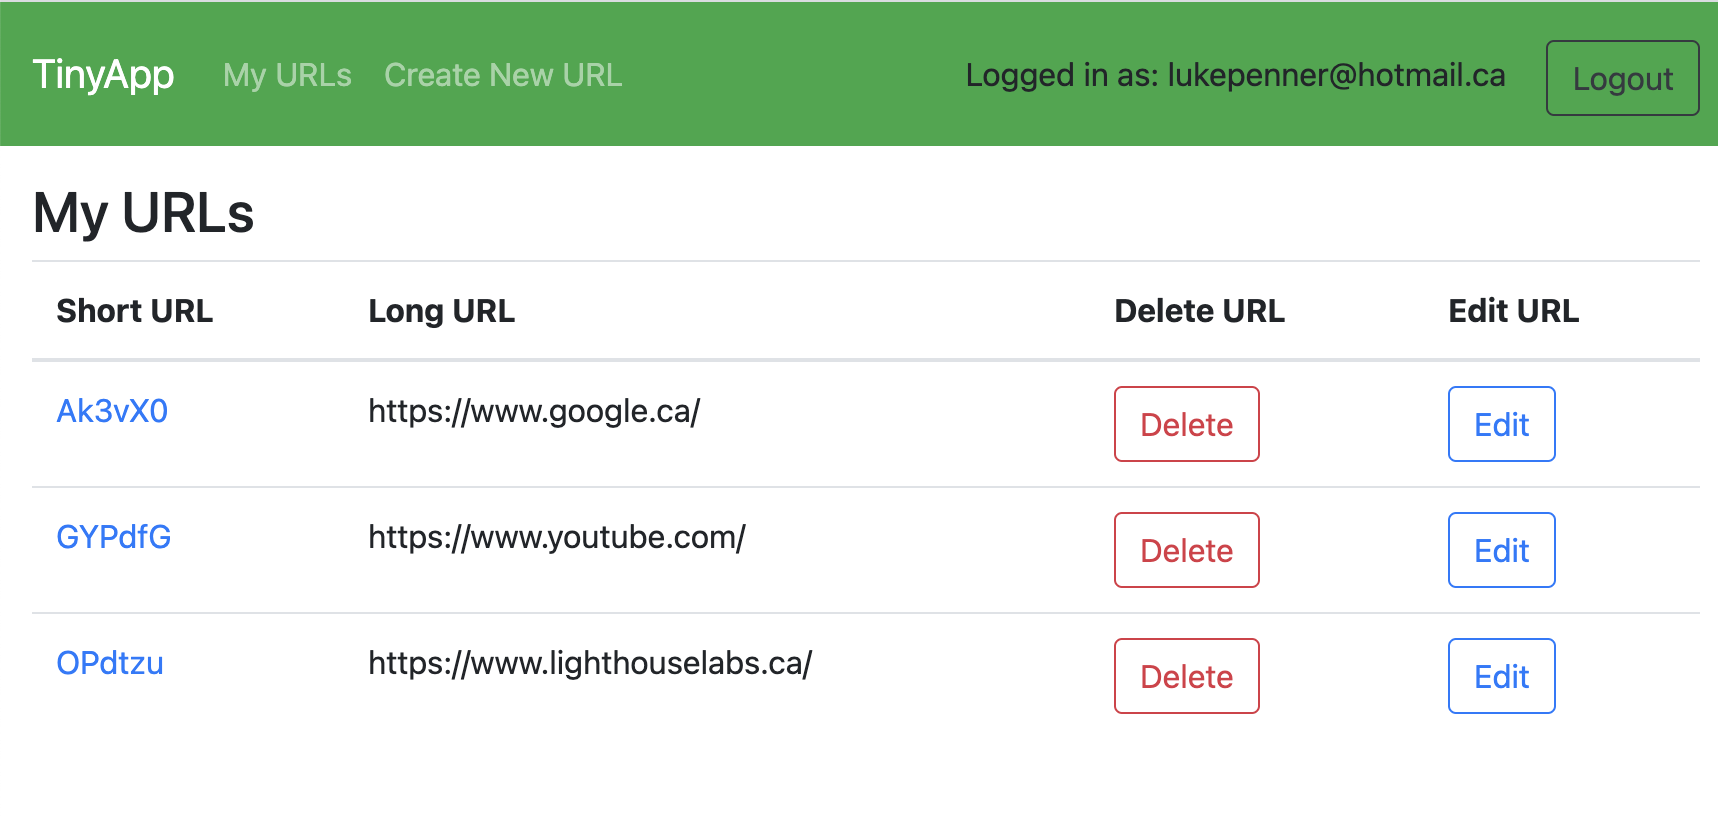 TinyApp My URLs Create New URL Logged in as: lukepenner@hotmail.ca Logout
My URLs
Short URL Long URL Delete URL Edit URL
Ak3vX0 https://www.google.ca/ Delete Edit
GYPdfG https://www.youtube.com/ Delete Edit
OPdtzu https://www.lighthouselabs.ca/ Delete Edit